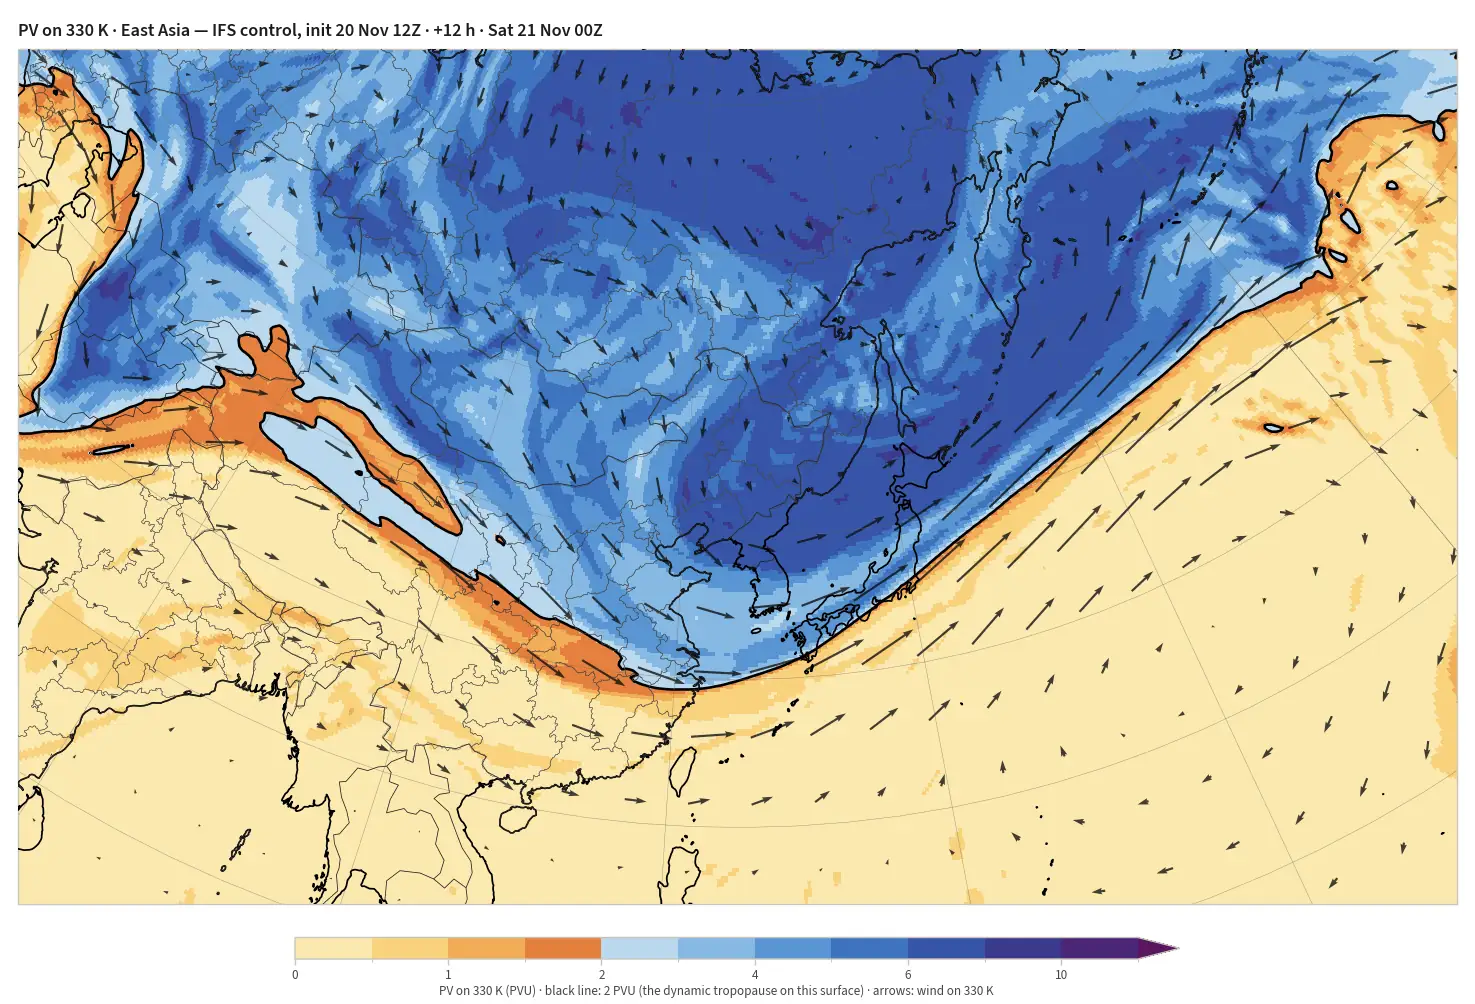 PV on 330 K · East Asia — IFS control, init 20 Nov 12Z · +12 h · Sat 21 Nov 00Z
0 1 2 4 6 10
PV on 330 K (PVU) · black line: 2 PVU (the dynamic tropopause on this surface) · arrows: wind on 330 K